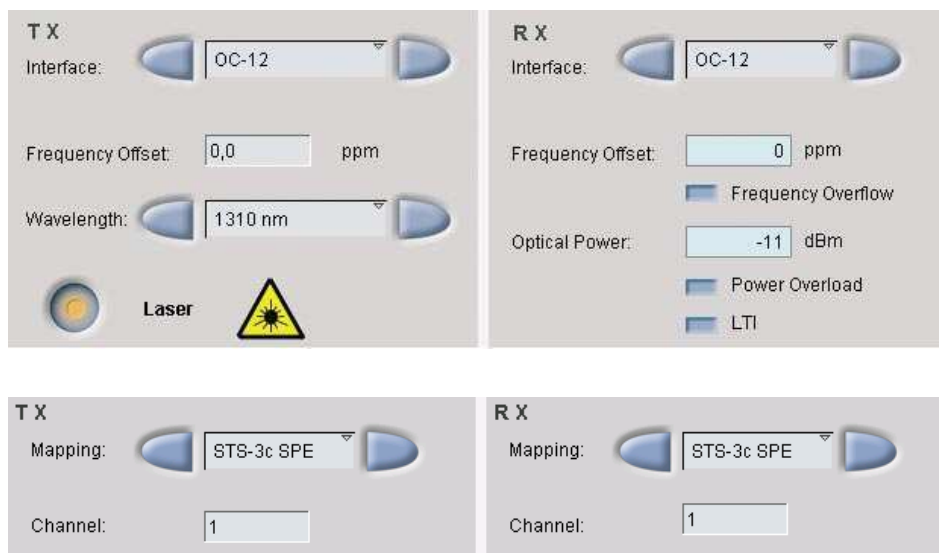 TX
Interface: OC-12
Frequency Offset: 0,0 ppm
Wavelength: 1310 nm
Laser
RX
Interface: OC-12
Frequency Offset: 0 ppm
Frequency Overflow
Optical Power: -11 dBm
Power Overload
LTI
TX
Mapping: STS-3c SPE
Channel: 1
RX
Mapping: STS-3c SPE
Channel: 1